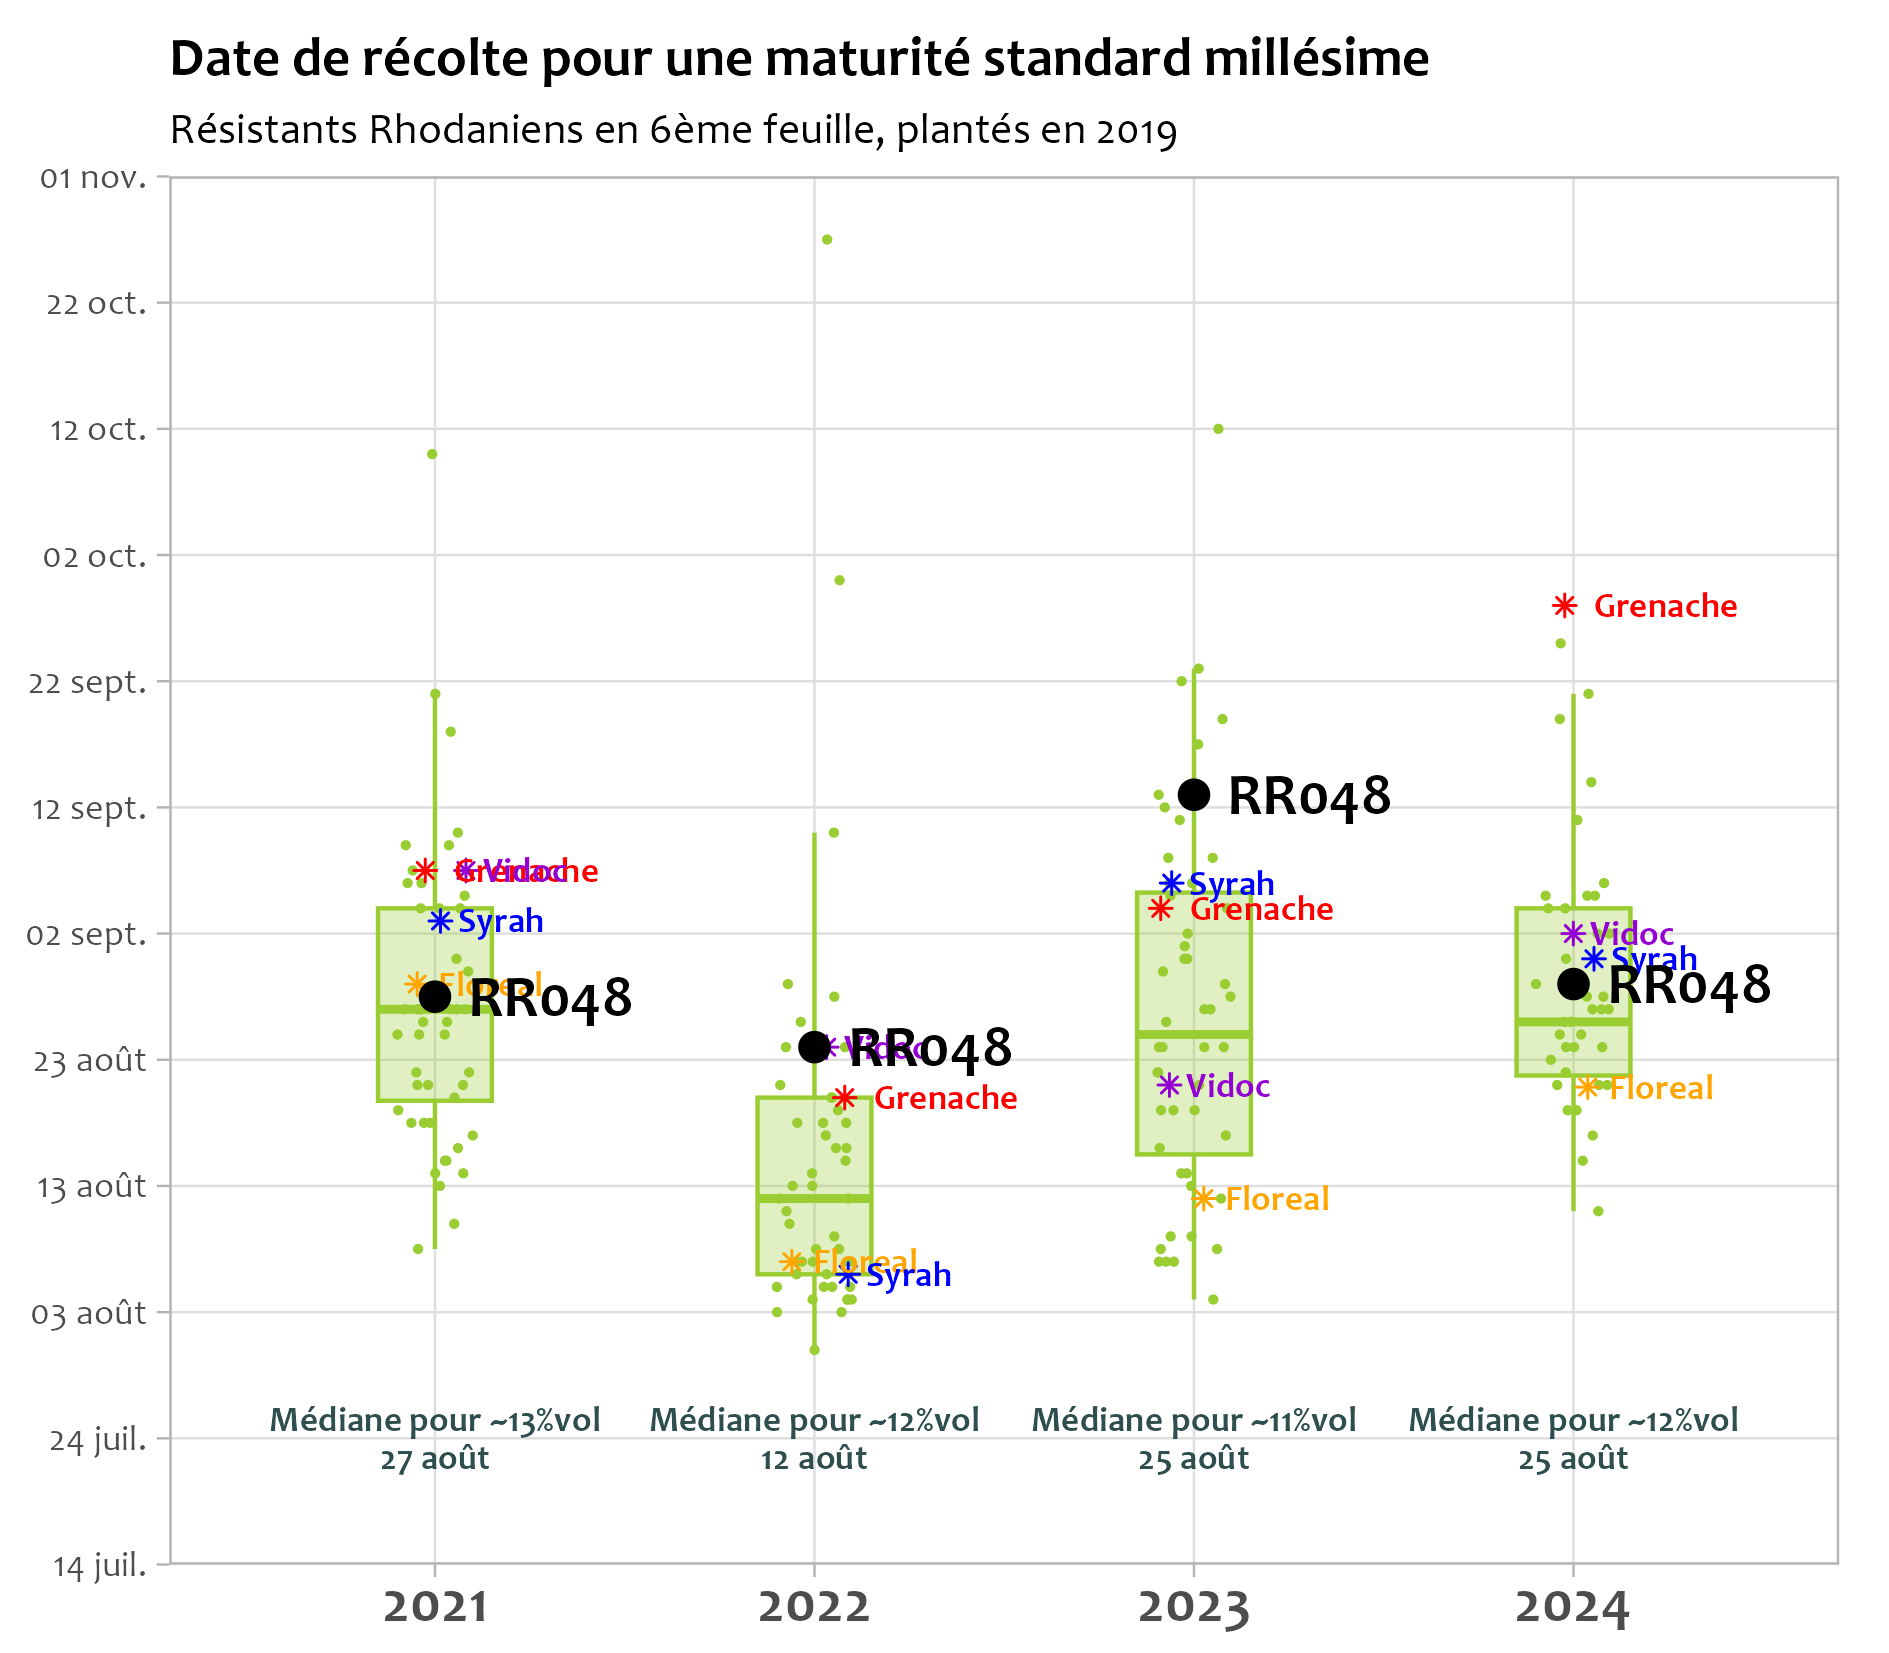 Date de récolte pour une maturité standard millésime
Résistants Rhodaniens en 6ème feuille, plantés en 2019
01 nov.
22 oct.
12 oct.
02 oct.
Grenache
22 sept.
12 sept.
RR048
Grenache
Vidoc
Syrah
Syrah
Grenache
02 sept.
Vidoc
Syrah
Floreal
RR048
RR048
RR048
Vidoc
23 août
Grenache
Vidoc
Floreal
13 août
Floreal
Floreal
Syrah
03 août
Médiane pour ~13%vol
27 août
Médiane pour ~12%vol
12 août
Médiane pour ~11%vol
25 août
Médiane pour ~12%vol
25 août
24 juil.
14 juil.
2021
2022
2023
2024